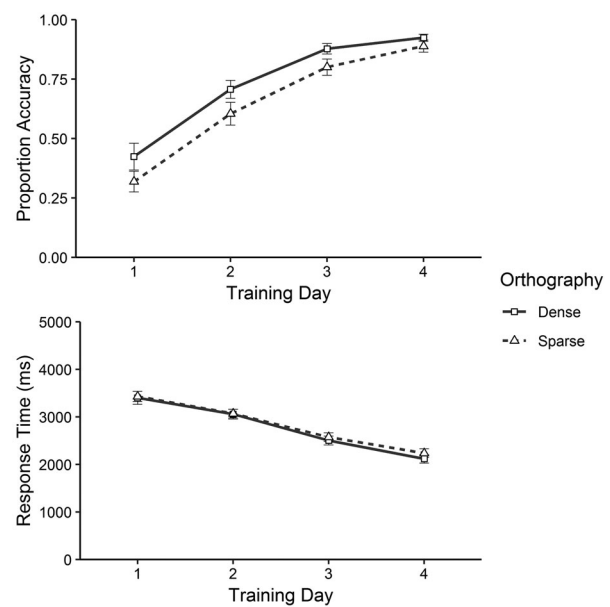 1.00
0.75
0.50
0.25
0.00
Proportion Accuracy
1 2 3 4
Training Day
Orthography
Dense
Sparse
5000
4000
3000
2000
1000
0
Response Time (ms)
1 2 3 4
Training Day